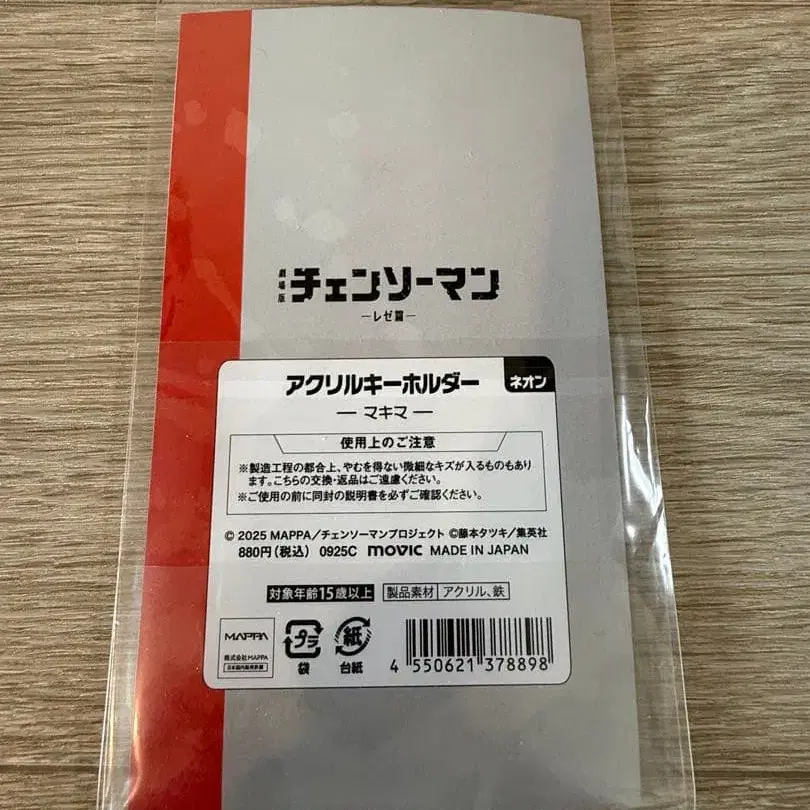 劇場版 チェンソーマン
—レゼ篇—
アクリルキーホルダー ネオン
— マキマ —
使用上のご注意
※製造工程の都合上、やむを得ない微細なキズが入るものもあり
ます。こちらの交換・返品はご遠慮ください。
※ご使用の前に同封の説明書を必ずご確認ください。
© 2025 MAPPA/チェンソーマンプロジェクト ©藤本タツキ/集英社
880円(税込) 0925C movic MADE IN JAPAN
対象年齢15歳以上 製品素材 アクリル、鉄
MAPPA
株式会社MAPPA
日本国内販売許諾
プラ
袋
紙
台紙
4 550621 378898